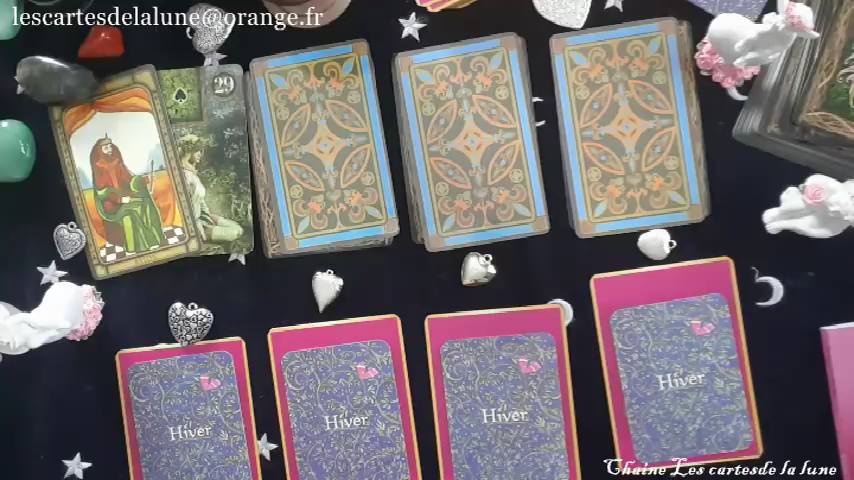 lescartesdelalune@orange.fr
29
Hiver
Hiver
Hiver
Hiver
Chaine Les cartesde la lune